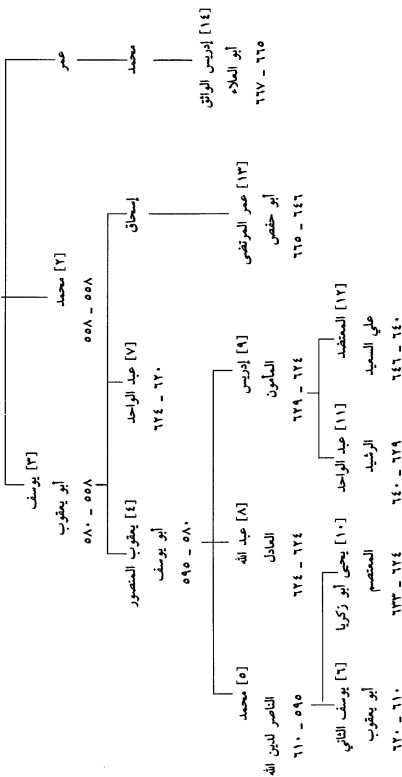 عمر
[٢] محمد
٥٥٨ - ٥٥٨
[٣] يوسف
أبو يعقوب
٥٥٨ - ٥٨٠
محمد
إسحاق
[٧] عبد الواحد
٦٢٠ - ٦٢٤
[٤] يعقوب المنصور
أبو يوسف
٥٨٠ - ٥٩٥
[١٤] إدريس الواثق
أبو العلاء
٦٦٥ - ٦٦٧
[١٣] عمر المرتضى
أبو حفص
٦٤٦ - ٦٦٥
[٩] إدريس
المأمون
٦٢٤ - ٦٢٩
[٨] عبد الله
العادل
٦٢٤ - ٦٢٤
[٥] محمد
الناصر لدين الله
٥٩٥ - ٦١٠
[١٢] المعتضد
علي السعيد
٦٤٠ - ٦٤٦
[١١] عبد الواحد
الرشيد
٦٢٩ - ٦٤٠
[١٠] يحيى أبو زكريا
المعتصم
٦٢٤ - ٦٣٣
[٦] يوسف الثاني
أبو يعقوب
٦١٠ - ٦٢٠